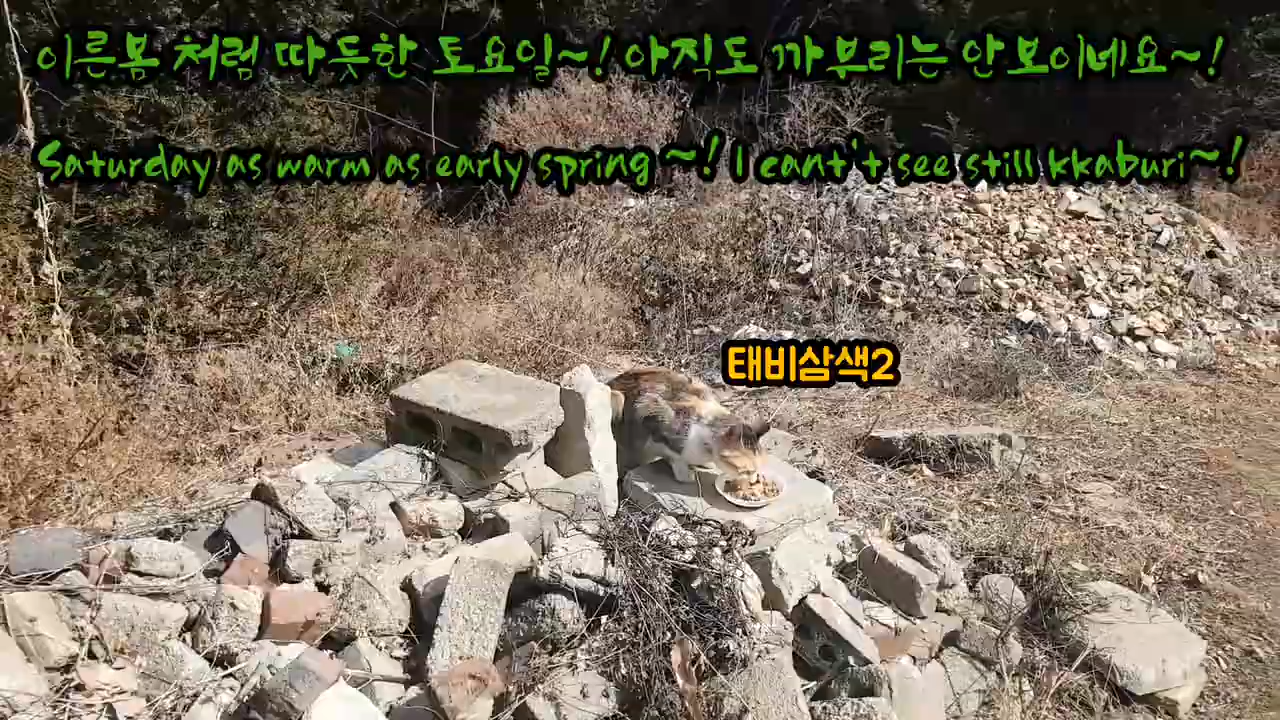 이른봄 처럼 따듯한 토요일~! 아직도 까부리는 안보이네요~!
Saturday as warm as early spring ~! I cant't see still kkaburi~!
태비삼색2